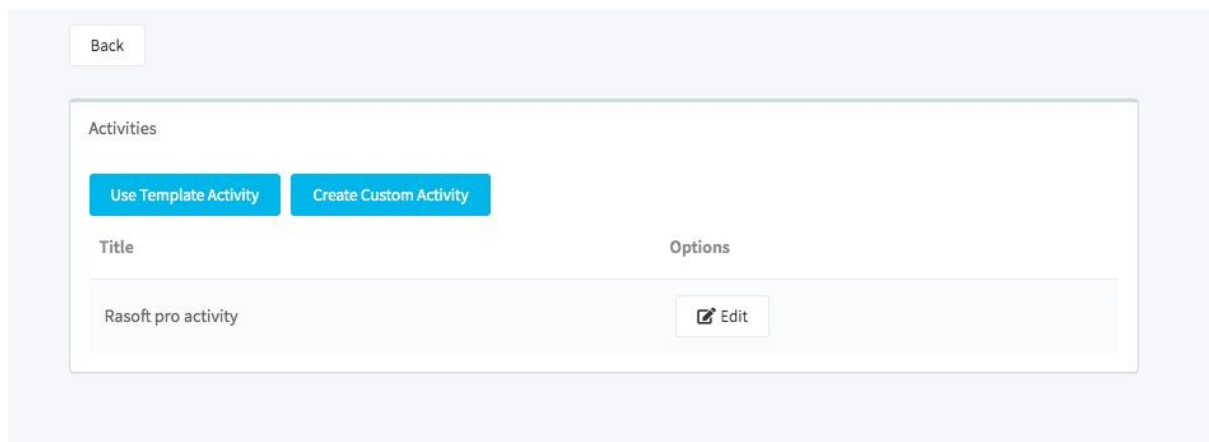 Back
Activities
Use Template Activity Create Custom Activity
Title Options
Rasoft pro activity Edit